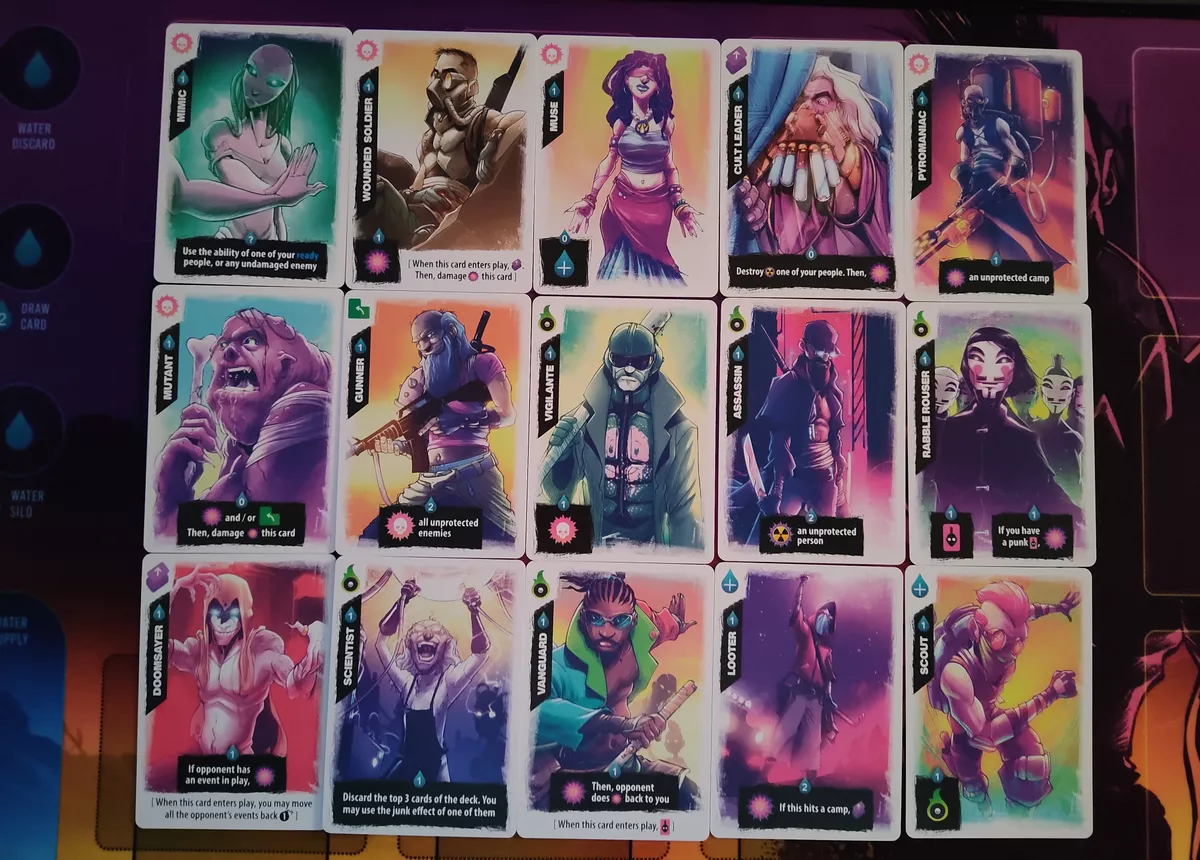 WATER
DISCARD
2 DRAW
CARD
WATER
SILO
WATER
SUPPLY
MIMIC 1
?
Use the ability of one of your ready
people, or any undamaged enemy
WOUNDED SOLDIER 1
1
[ When this card enters play,
Then, damage this card ]
MUSE 1
0
CULT LEADER 1
0
Destroy one of your people. Then,
PYROMANIAC 1
1
an unprotected camp
MUTANT 1
0
and / or
Then, damage this card
GUNNER 1
2
all unprotected
enemies
VIGILANTE 1
1
ASSASSIN 1
2
an unprotected
person
RABBLE ROUSER 1
1
1
If you have
a punk ,
DOOMSAYER 1
1
If opponent has
an event in play,
[ When this card enters play, you may move
all the opponent's events back 1 ]
SCIENTIST 1
1
Discard the top 3 cards of the deck. You
may use the junk effect of one of them
VANGUARD 1
1
Then, opponent
does back to you
[ When this card enters play, ]
LOOTER 1
2
If this hits a camp,
SCOUT 1
1